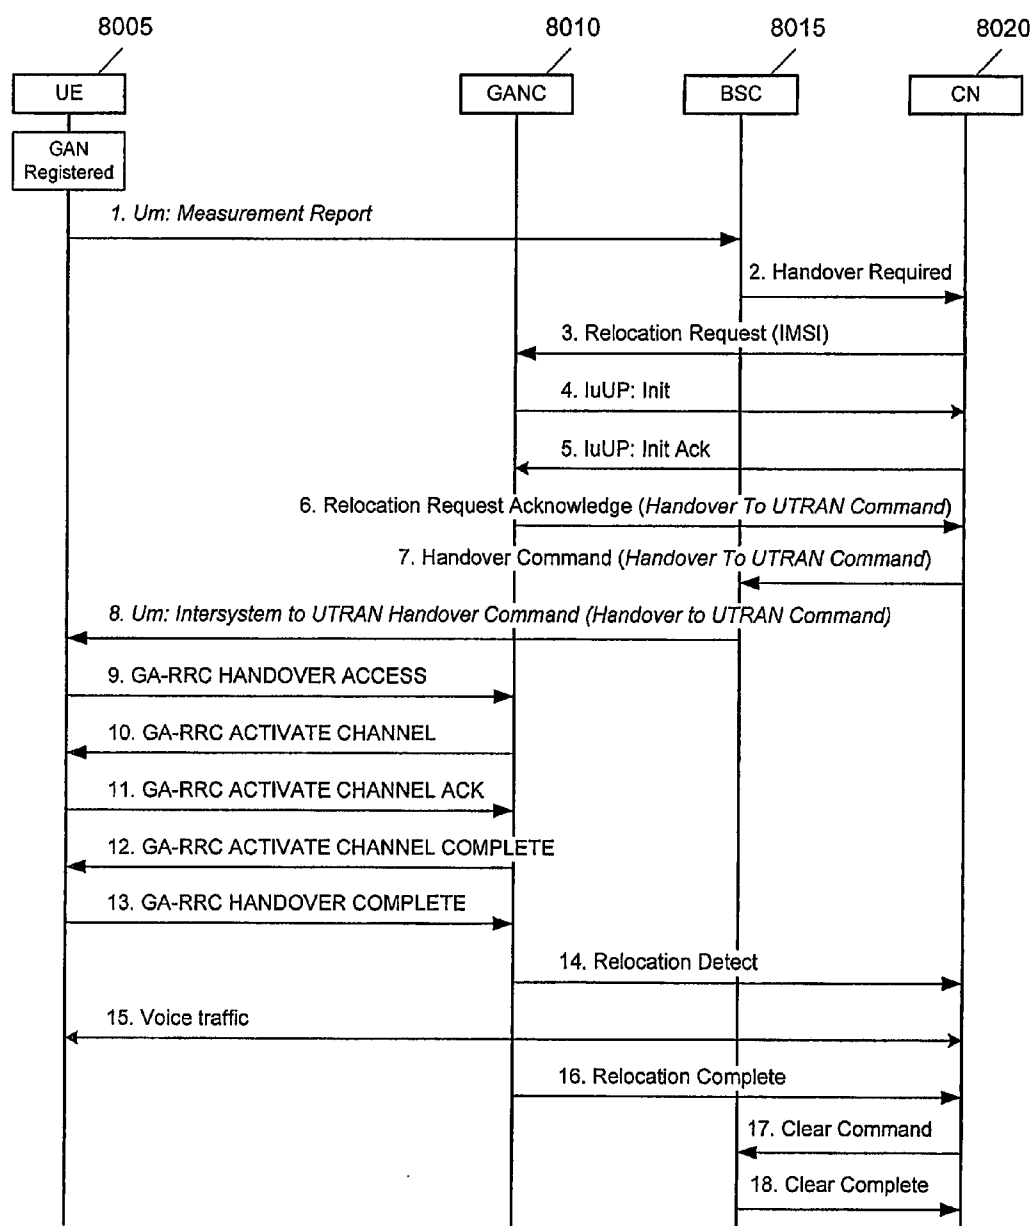 8005 8010 8015 8020
UE GANC BSC CN
GAN
Registered
1. Um: Measurement Report
2. Handover Required
3. Relocation Request (IMSI)
4. IuUP: Init
5. IuUP: Init Ack
6. Relocation Request Acknowledge (Handover To UTRAN Command)
7. Handover Command (Handover To UTRAN Command)
8. Um: Intersystem to UTRAN Handover Command (Handover to UTRAN Command)
9. GA-RRC HANDOVER ACCESS
10. GA-RRC ACTIVATE CHANNEL
11. GA-RRC ACTIVATE CHANNEL ACK
12. GA-RRC ACTIVATE CHANNEL COMPLETE
13. GA-RRC HANDOVER COMPLETE
14. Relocation Detect
15. Voice traffic
16. Relocation Complete
17. Clear Command
18. Clear Complete